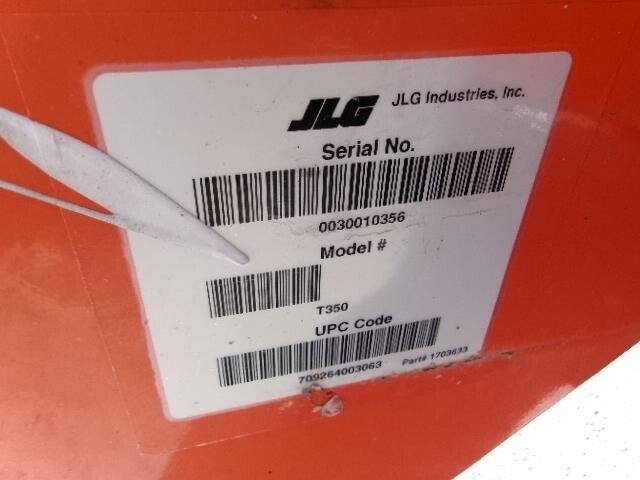 JLG JLG Industries, Inc.
Serial No.
0030010356
Model #
T350
UPC Code
709264003063 Part# 1703633